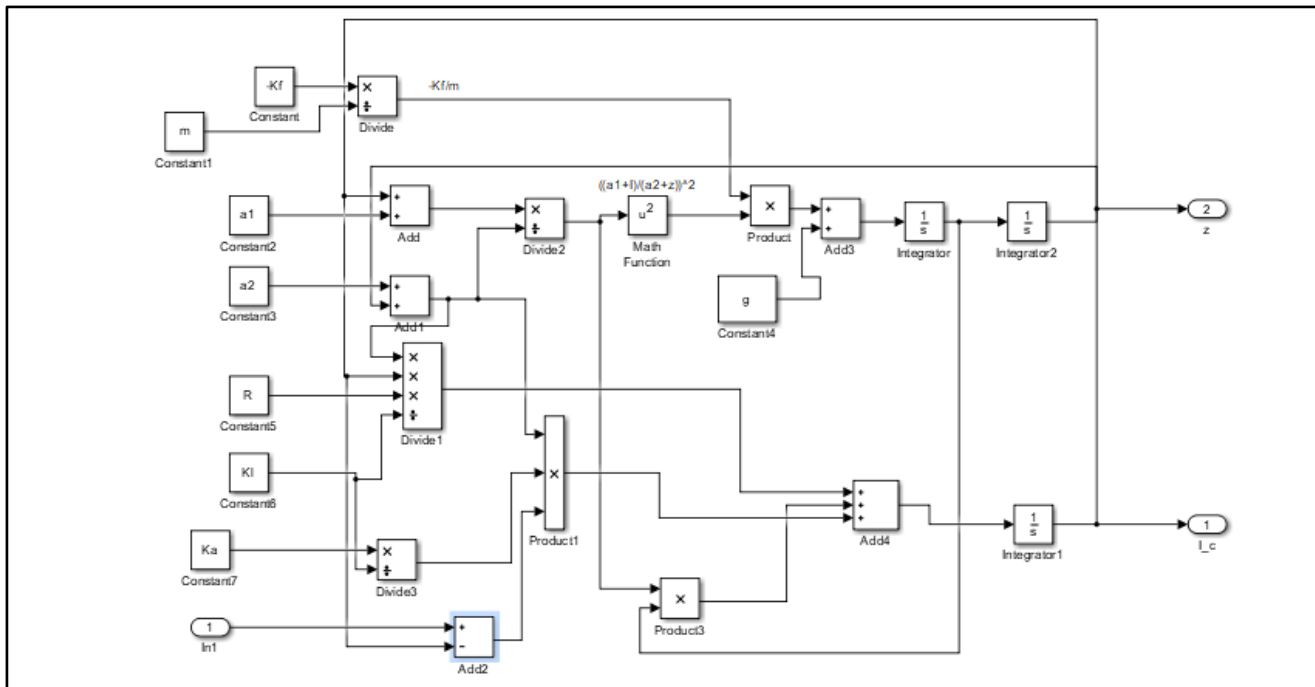 -Kf
Constant
×
÷
Divide
-Kf/m
m
Constant1
a1
Constant2
+
+
Add
×
÷
Divide2
((a1+I)/(a2+z))^2
u²
Math
Function
×
Product
+
+
Add3
1
s
Integrator
1
s
Integrator2
2
z
a2
Constant3
+
+
Add1
g
Constant4
R
Constant5
×
×
×
÷
Divide1
KI
Constant6
×
Product1
Ka
Constant7
×
÷
Divide3
+
+
+
Add4
1
s
Integrator1
1
I_c
1
In1
+
−
Add2
×
Product3